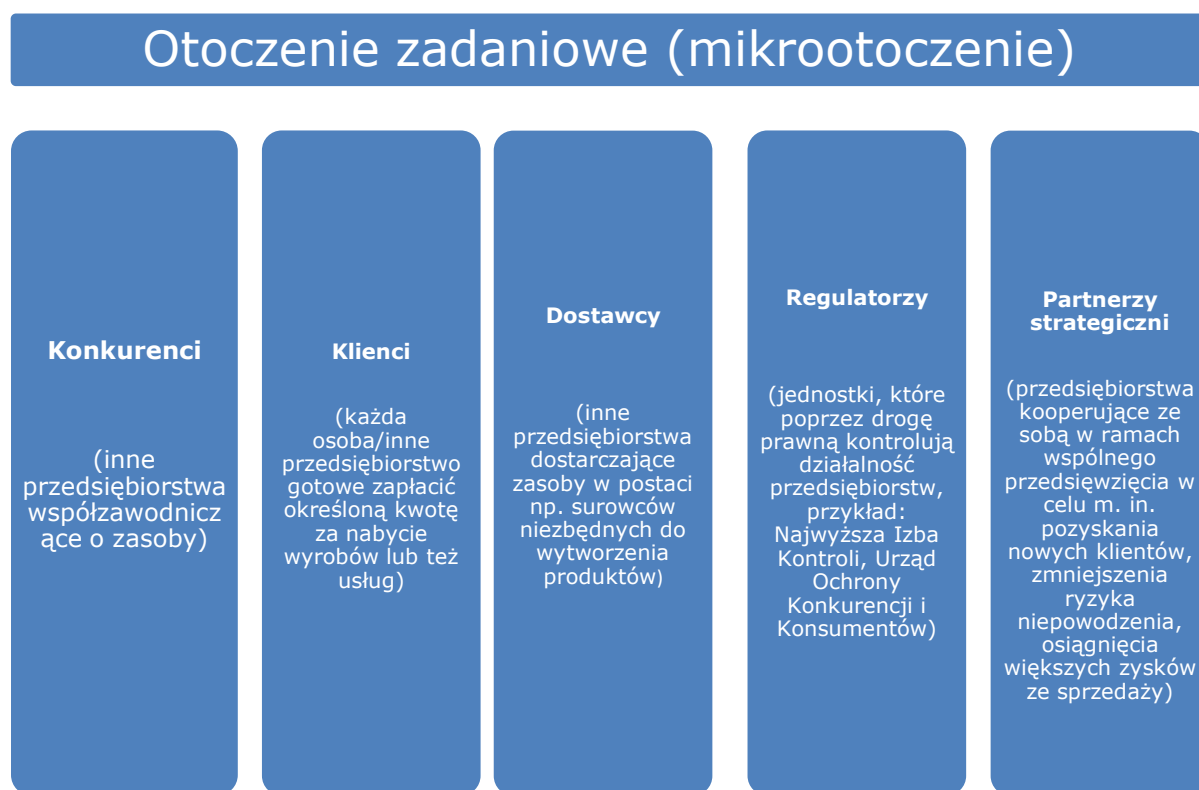 Otoczenie zadaniowe (mikrootoczenie)
Konkurenci
(inne
przedsiębiorstwa
współzawodnicz
ące o zasoby)
Klienci
(każda
osoba/inne
przedsiębiorstwo
gotowe zapłacić
określoną kwotę
za nabycie
wyrobów lub też
usług)
Dostawcy
(inne
przedsiębiorstwa
dostarczające
zasoby w postaci
np. surowców
niezbędnych do
wytworzenia
produktów)
Regulatorzy
(jednostki, które
poprzez drogę
prawną kontrolują
działalność
przedsiębiorstw,
przykład:
Najwyższa Izba
Kontroli, Urząd
Ochrony
Konkurencji i
Konsumentów)
Partnerzy
strategiczni
(przedsiębiorstwa
kooperujące ze
sobą w ramach
wspólnego
przedsięwzięcia w
celu m. in.
pozyskania
nowych klientów,
zmniejszenia
ryzyka
niepowodzenia,
osiągnięcia
większych zysków
ze sprzedaży)